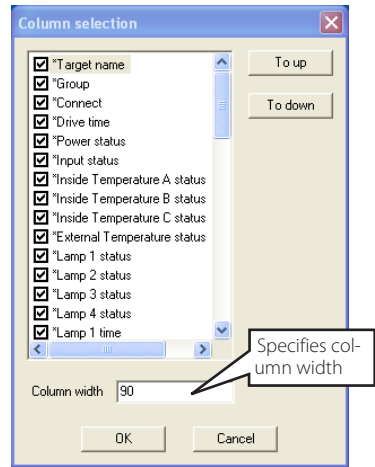 Column selection
*Target name
*Group
*Connect
*Drive time
*Power status
*Input status
*Inside Temperature A status
*Inside Temperature B status
*Inside Temperature C status
*External Temperature status
*Lamp 1 status
*Lamp 2 status
*Lamp 3 status
*Lamp 4 status
*Lamp 1 time
To up
To down
Specifies col-
umn width
Column width 90
OK Cancel